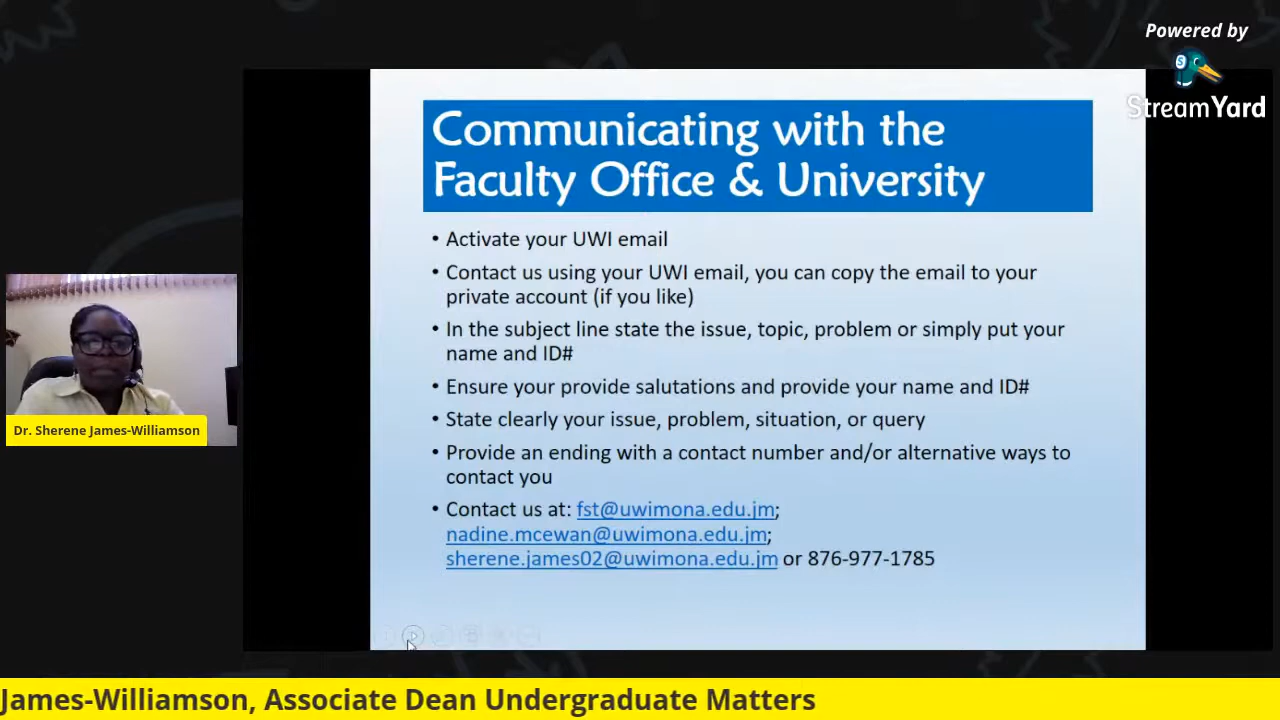 Powered by
StreamYard
Communicating with the
Faculty Office & University
• Activate your UWI email
• Contact us using your UWI email, you can copy the email to your
private account (if you like)
• In the subject line state the issue, topic, problem or simply put your
name and ID#
• Ensure your provide salutations and provide your name and ID#
• State clearly your issue, problem, situation, or query
• Provide an ending with a contact number and/or alternative ways to
contact you
• Contact us at: fst@uwimona.edu.jm;
nadine.mcewan@uwimona.edu.jm;
sherene.james02@uwimona.edu.jm or 876-977-1785
Dr. Sherene James-Williamson
James-Williamson, Associate Dean Undergraduate Matters